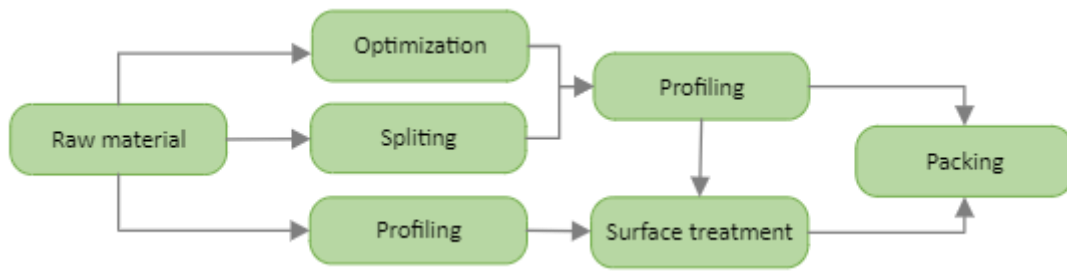 Optimization
Profiling
Raw material
Spliting
Packing
Profiling
Surface treatment